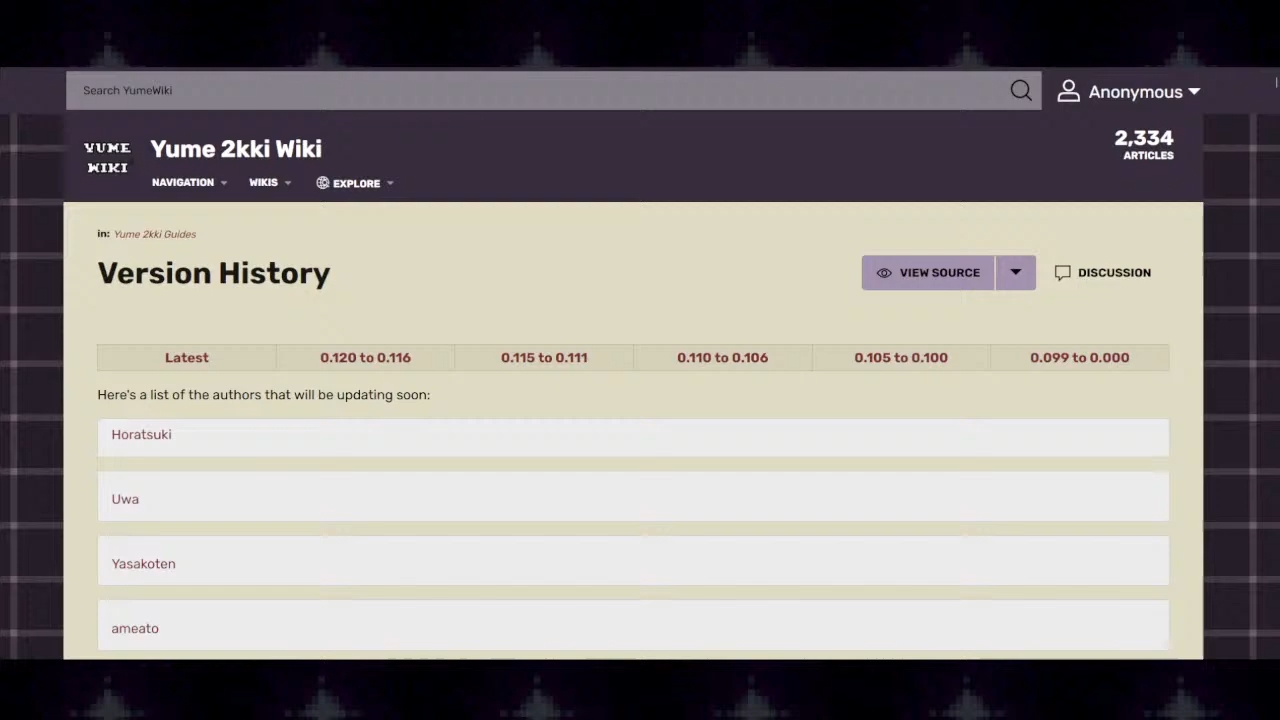 Search YumeWiki
Anonymous
YUME
WIKI
Yume 2kki Wiki
2,334
ARTICLES
NAVIGATION
WIKIS
EXPLORE
in: Yume 2kki Guides
Version History
VIEW SOURCE
DISCUSSION
Latest
0.120 to 0.116
0.115 to 0.111
0.110 to 0.106
0.105 to 0.100
0.099 to 0.000
Here's a list of the authors that will be updating soon:
Horatsuki
Uwa
Yasakoten
ameato